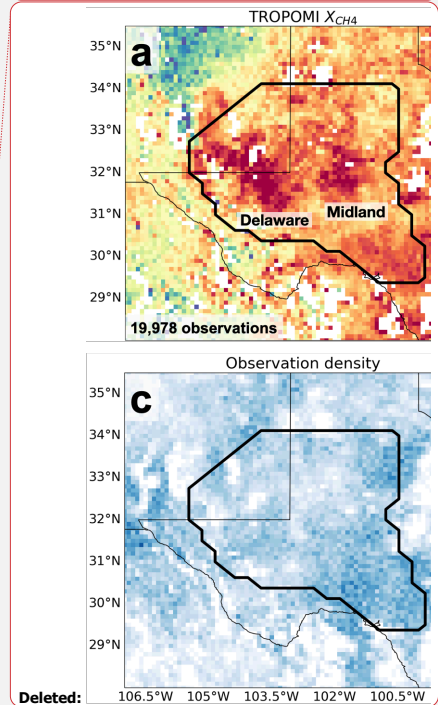 TROPOMI X_CH4
a
35°N
34°N
33°N
32°N
31°N
30°N
29°N
Delaware
Midland
19,978 observations
Observation density
c
35°N
34°N
33°N
32°N
31°N
30°N
29°N
Deleted:
106.5°W 105°W 103.5°W 102°W 100.5°W